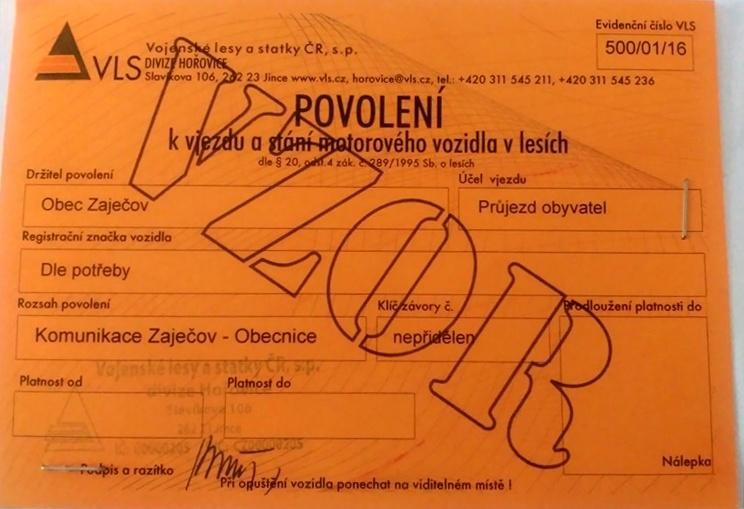 Evidenční číslo VLS
500/01/16
VLS
Vojenské lesy a statky ČR, s.p.
DIVIZE HOŘOVICE
Slavíkova 106, 262 23 Jince www.vls.cz, horovice@vls.cz, tel.: +420 311 545 211, +420 311 545 236
POVOLENÍ
k vjezdu a stání motorového vozidla v lesích
dle § 20, odst.4 zák. č.289/1995 Sb. o lesích
Držitel povolení
Účel vjezdu
Obec Zaječov
Průjezd obyvatel
Registrační značka vozidla
Dle potřeby
Rozsah povolení
Klíč závory č.
Prodloužení platnosti do
Komunikace Zaječov - Obecnice
nepřidělen
VZOR
Vojenské lesy a statky ČR, s.p.
divize Hořovice
Platnost od
Platnost do
Slavíkova 106
262 23 Jince
Podpis a razítko
Nálepka
Při opuštění vozidla ponechat na viditelném místě !